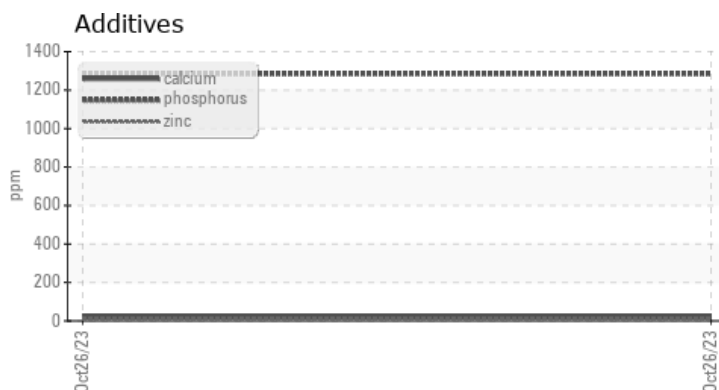 Additives
1400
1200
1000
800
600
400
200
0
ppm
calcium
phosphorus
zinc
Oct26/23
Oct26/23